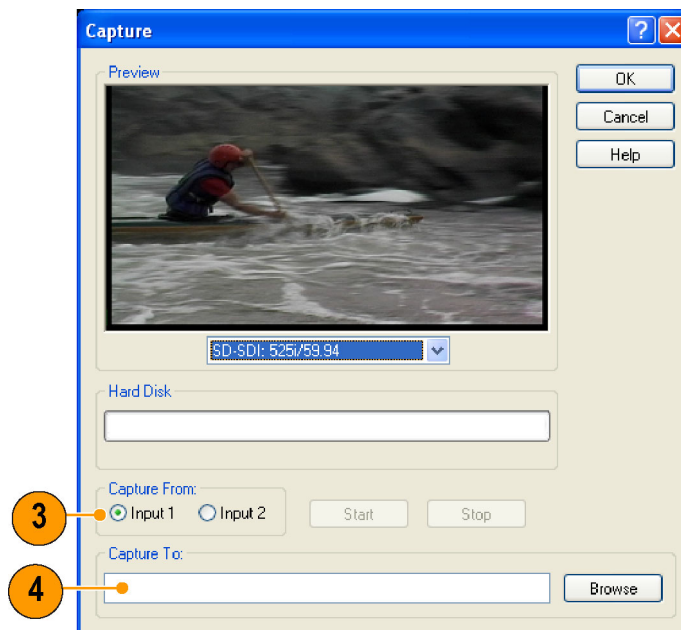 Capture
Preview
OK
Cancel
Help
SD-SDI: 525i/59.94
Hard Disk
Capture From:
3
Input 1
Input 2
Start
Stop
Capture To:
4
Browse